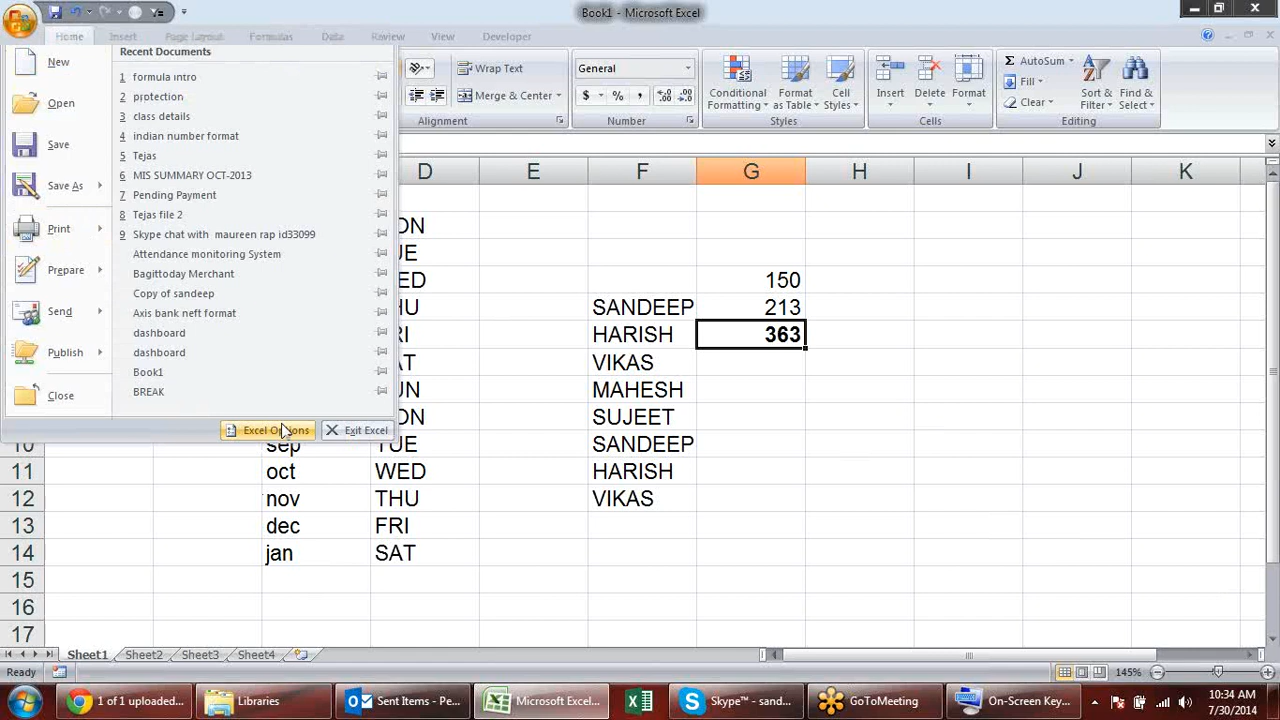 Book1 - Microsoft Excel
Home Insert Page Layout Formulas Data Review View Developer
Recent Documents
New
Open
Save
Save As
Print
Prepare
Send
Publish
Close
1 formula intro
2 protection
3 class details
4 indian number format
5 Tejas
6 MIS SUMMARY OCT-2013
7 Pending Payment
8 Tejas file 2
9 Skype chat with maureen rap id33099
Attendance monitoring System
Bagittoday Merchant
Copy of sandeep
Axis bank neft format
dashboard
dashboard
Book1
BREAK
Excel Options Exit Excel
Wrap Text
Merge & Center
Alignment
General
$ % ,
Number
Conditional Formatting
Format as Table
Cell Styles
Styles
Insert
Delete
Format
Cells
AutoSum
Fill
Clear
Sort & Filter
Find & Select
Editing
D E F G H I J K
150
SANDEEP 213
HARISH 363
VIKAS
MAHESH
SUJEET
10 sep TUE SANDEEP
11 oct WED HARISH
12 nov THU VIKAS
13 dec FRI
14 jan SAT
15
16
17
Sheet1 Sheet2 Sheet3 Sheet4
Ready 145%
1 of 1 uploaded...
Libraries
Sent Items - Pe...
Microsoft Excel...
Skype™ - sand...
GoToMeeting
On-Screen Key...
10:34 AM
7/30/2014